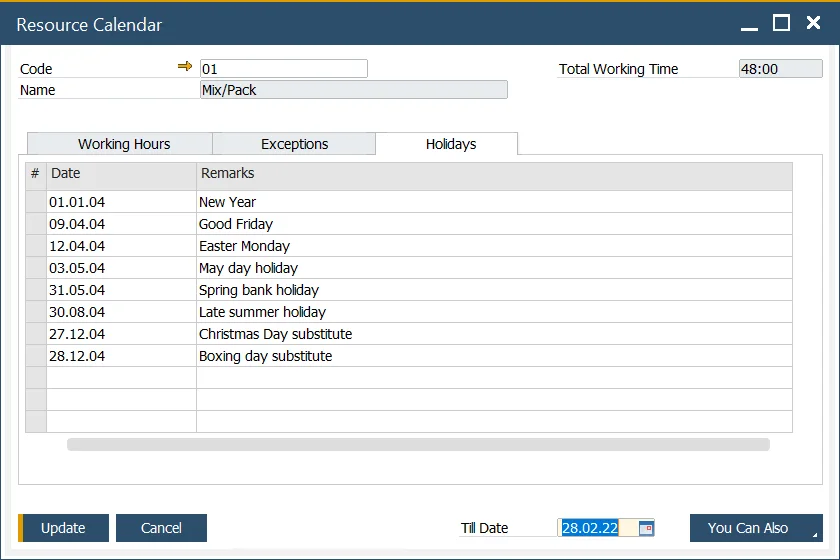 Resource Calendar
Code 01 Total Working Time 48:00
Name Mix/Pack
Working Hours Exceptions Holidays
# Date Remarks
01.01.04 New Year
09.04.04 Good Friday
12.04.04 Easter Monday
03.05.04 May day holiday
31.05.04 Spring bank holiday
30.08.04 Late summer holiday
27.12.04 Christmas Day substitute
28.12.04 Boxing day substitute
Update Cancel Till Date 28.02.22 You Can Also